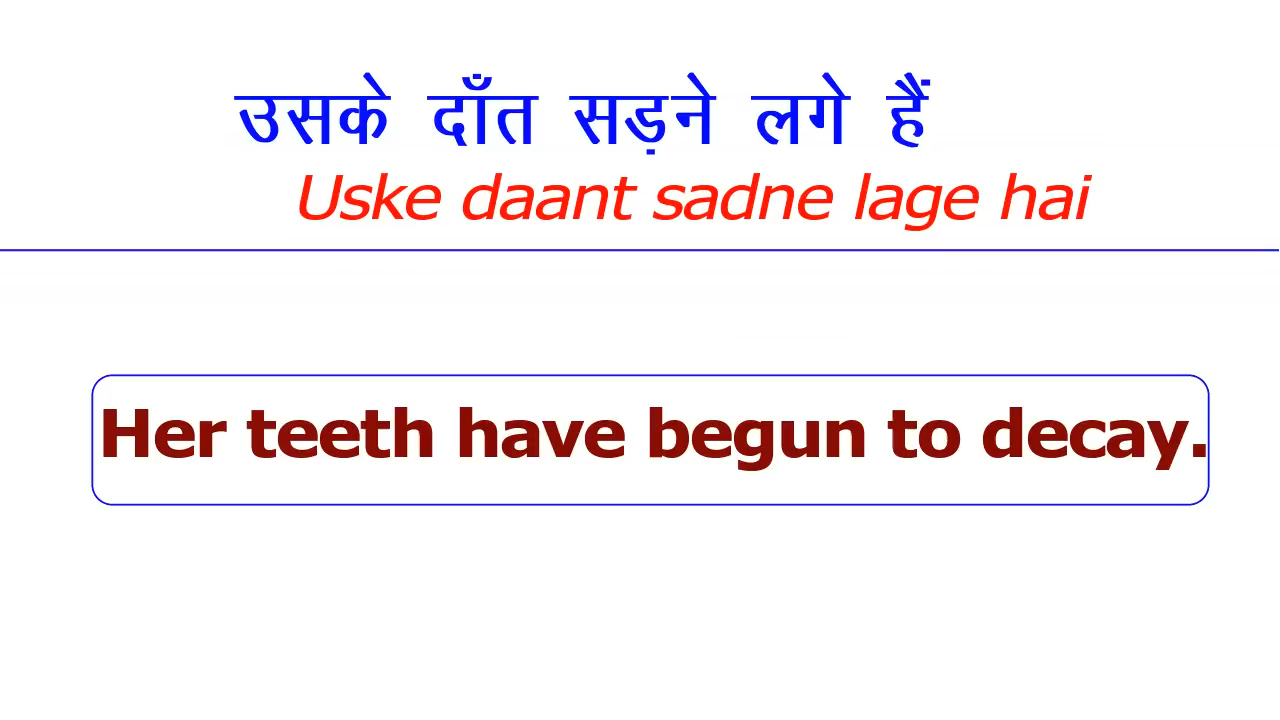 उसके दाँत सड़ने लगे हैं
Uske daant sadne lage hai
Her teeth have begun to decay.